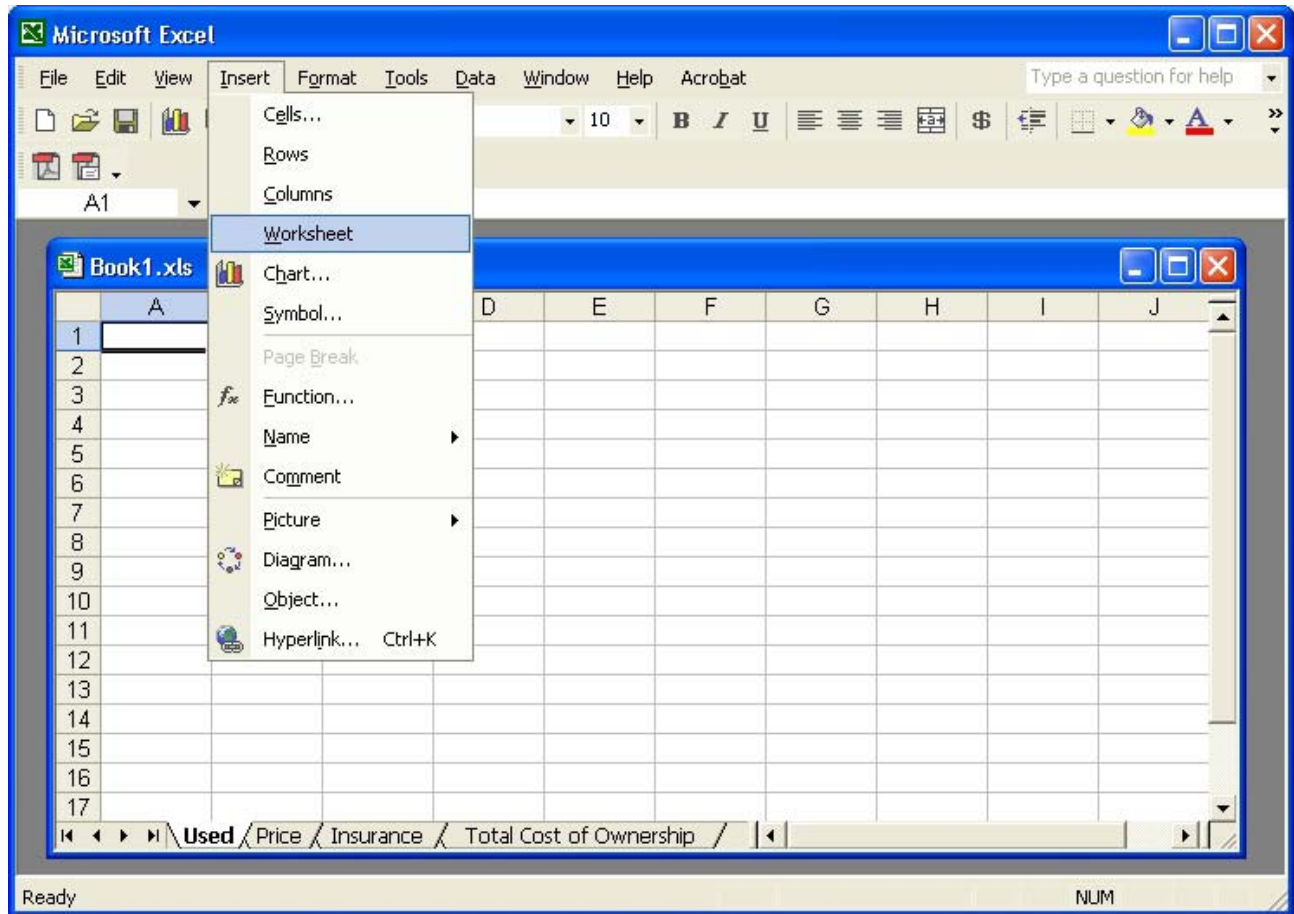 Microsoft Excel
File Edit View Insert Format Tools Data Window Help Acrobat Type a question for help
10 B I U $ A
A1
Cells...
Rows
Columns
Worksheet
Chart...
Symbol...
Page Break
fx Function...
Name
Comment
Picture
Diagram...
Object...
Hyperlink... Ctrl+K
Book1.xls
A D E F G H I J
1
2
3
4
5
6
7
8
9
10
11
12
13
14
15
16
17
Used Price Insurance Total Cost of Ownership
Ready NUM